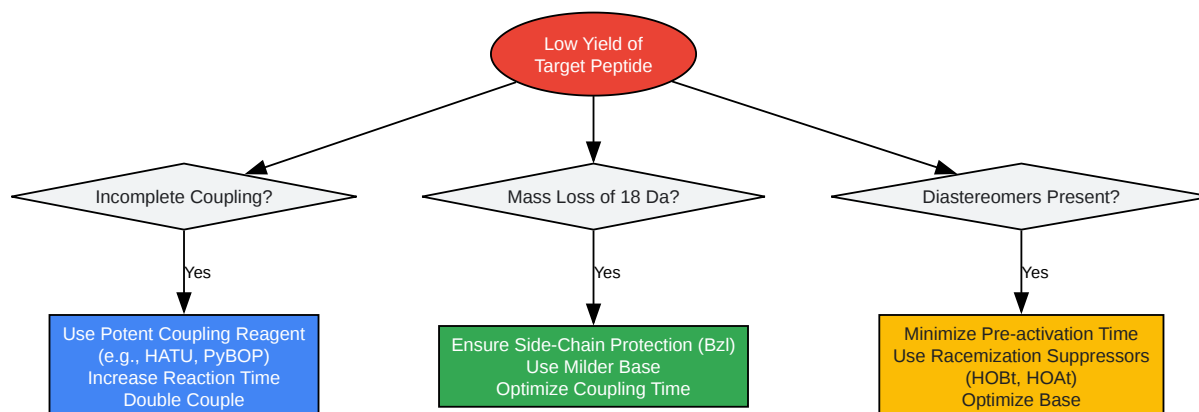 Low Yield of
Target Peptide
Incomplete Coupling?
Mass Loss of 18 Da?
Diastereomers Present?
Yes
Yes
Yes
Use Potent Coupling Reagent
(e.g., HATU, PyBOP)
Increase Reaction Time
Double Couple
Ensure Side-Chain Protection (Bzl)
Use Milder Base
Optimize Coupling Time
Minimize Pre-activation Time
Use Racemization Suppressors
(HOBt, HOAt)
Optimize Base